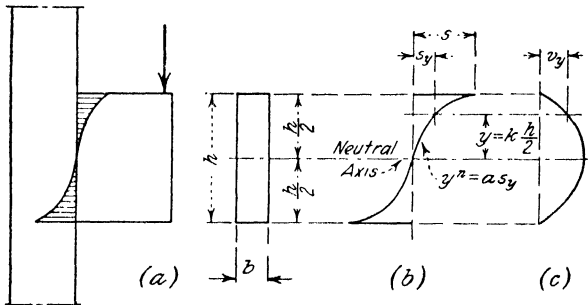 s
s_y
v_y
h
h/2
h/2
Neutral
Axis
y = k h/2
y^n = a s_y
b
(a)
(b)
(c)